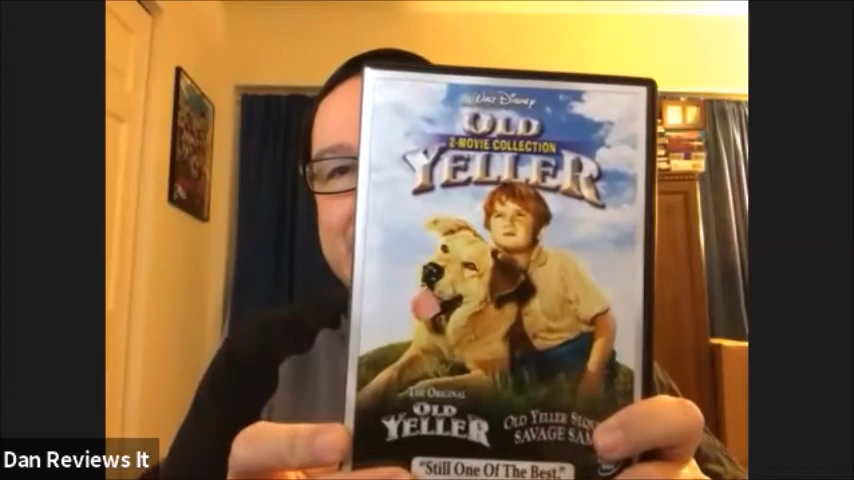 WALT DISNEY
OLD
2-MOVIE COLLECTION
YELLER
THE ORIGINAL
OLD
YELLER
OLD YELLER
SAVAGE SAM
"Still One Of The Best."
Dan Reviews It